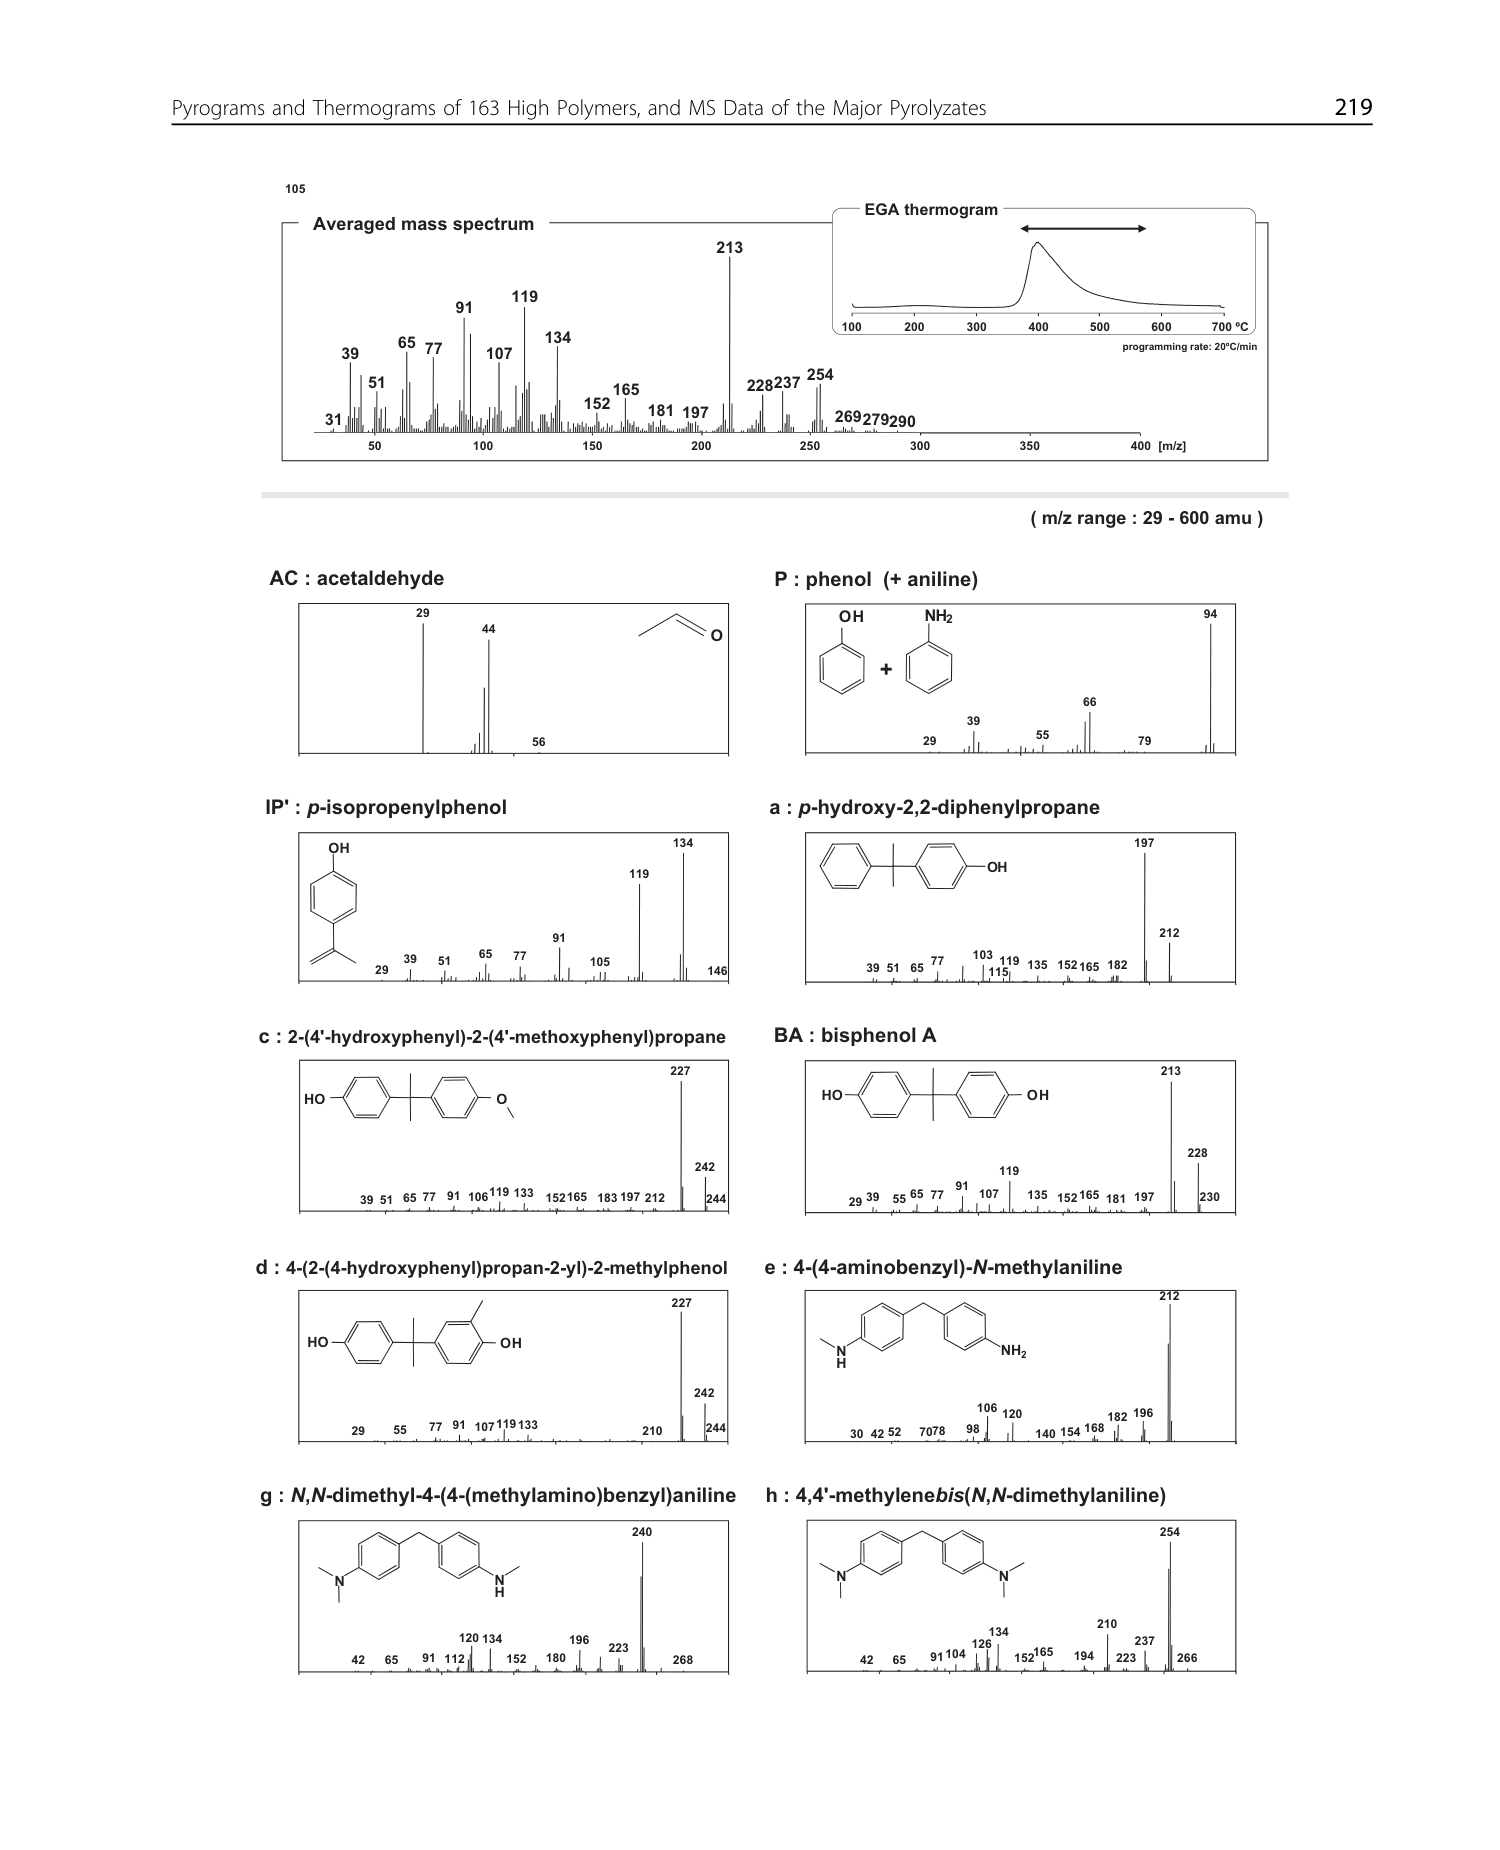 Pyrograms and Thermograms of 163 High Polymers, and MS Data of the Major Pyrolyzates 219
105
Averaged mass spectrum
EGA thermogram
213
119
91
134
65
77
39
107
51
31
152
165
181
197
228
237
254
269
279
290
50 100 150 200 250 300 350 400 [m/z]
100 200 300 400 500 600 700 ºC
programming rate: 20ºC/min
( m/z range : 29 - 600 amu )
AC : acetaldehyde
29
44
56
O
P : phenol (+ aniline)
OH
NH2
+
94
66
39
29
55
79
IP' : p-isopropenylphenol
OH
134
119
91
29
39
51
65
77
105
146
a : p-hydroxy-2,2-diphenylpropane
OH
197
212
39 51 65 77 103 115 119 135 152 165 182
c : 2-(4'-hydroxyphenyl)-2-(4'-methoxyphenyl)propane
HO
O
227
242
39 51 65 77 91 106 119 133 152 165 183 197 212 244
BA : bisphenol A
HO
OH
213
228
119
91
29 39 55 65 77 107 135 152 165 181 197 230
d : 4-(2-(4-hydroxyphenyl)propan-2-yl)-2-methylphenol
HO
OH
227
242
29 55 77 91 107 119 133 210 244
e : 4-(4-aminobenzyl)-N-methylaniline
N
H
NH2
212
106
120
30 42 52 70 78 98 140 154 168 182 196
g : N,N-dimethyl-4-(4-(methylamino)benzyl)aniline
N
N
H
240
42 65 91 112 120 134 152 180 196 223 268
h : 4,4'-methylenebis(N,N-dimethylaniline)
N
N
254
210
134
237
42 65 91 104 126 152 165 194 223 266